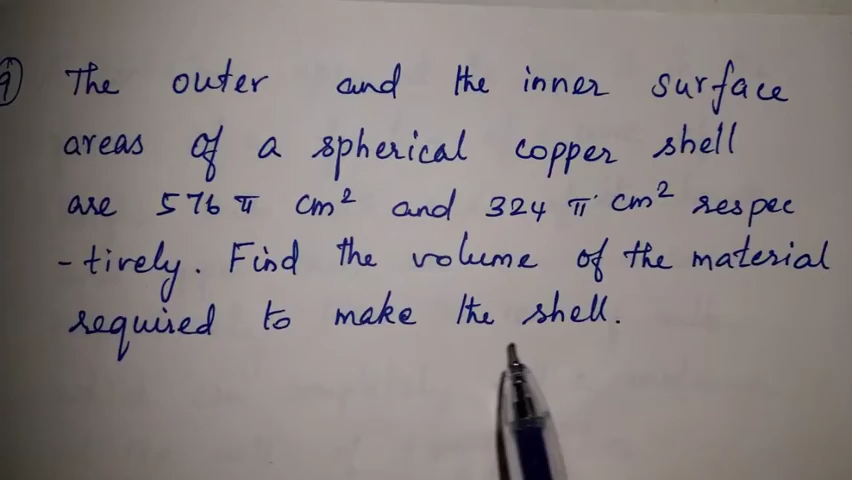 9) The outer and the inner surface
areas of a spherical copper shell
are 576 π cm² and 324 π cm² respec
-tively. Find the volume of the material
required to make the shell.